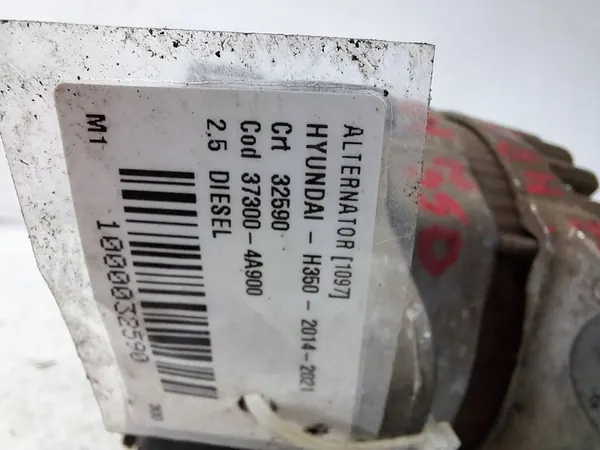 ALTERNATOR [1097]
HYUNDAI - H350 - 2014-2021
Crt 32590
Cod 37300-4A900
2.5 DIESEL
1000032590
M1